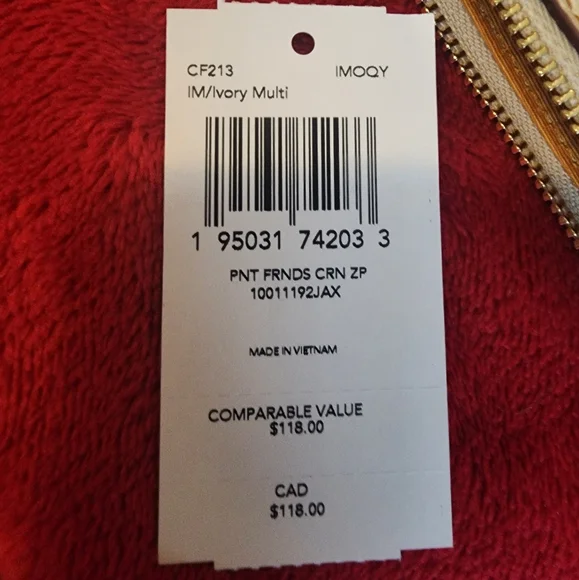 CF213 IMOQY
IM/Ivory Multi
1 95031 74203 3
PNT FRNDS CRN ZP
10011192JAX
MADE IN VIETNAM
COMPARABLE VALUE
$118.00
CAD
$118.00